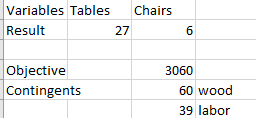 Variables Tables Chairs
Result 27 6
Objective 3060
Contingents 60 wood
39 labor